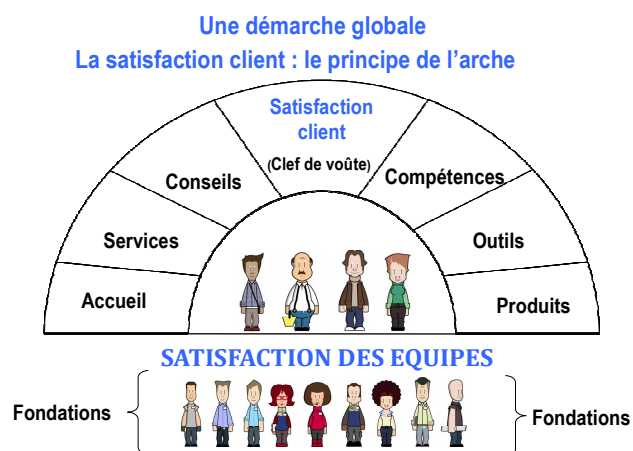 Une démarche globale
La satisfaction client : le principe de l’arche
Satisfaction
client
(Clef de voûte)
Conseils
Compétences
Services
Outils
Accueil
Produits
SATISFACTION DES EQUIPES
Fondations
Fondations